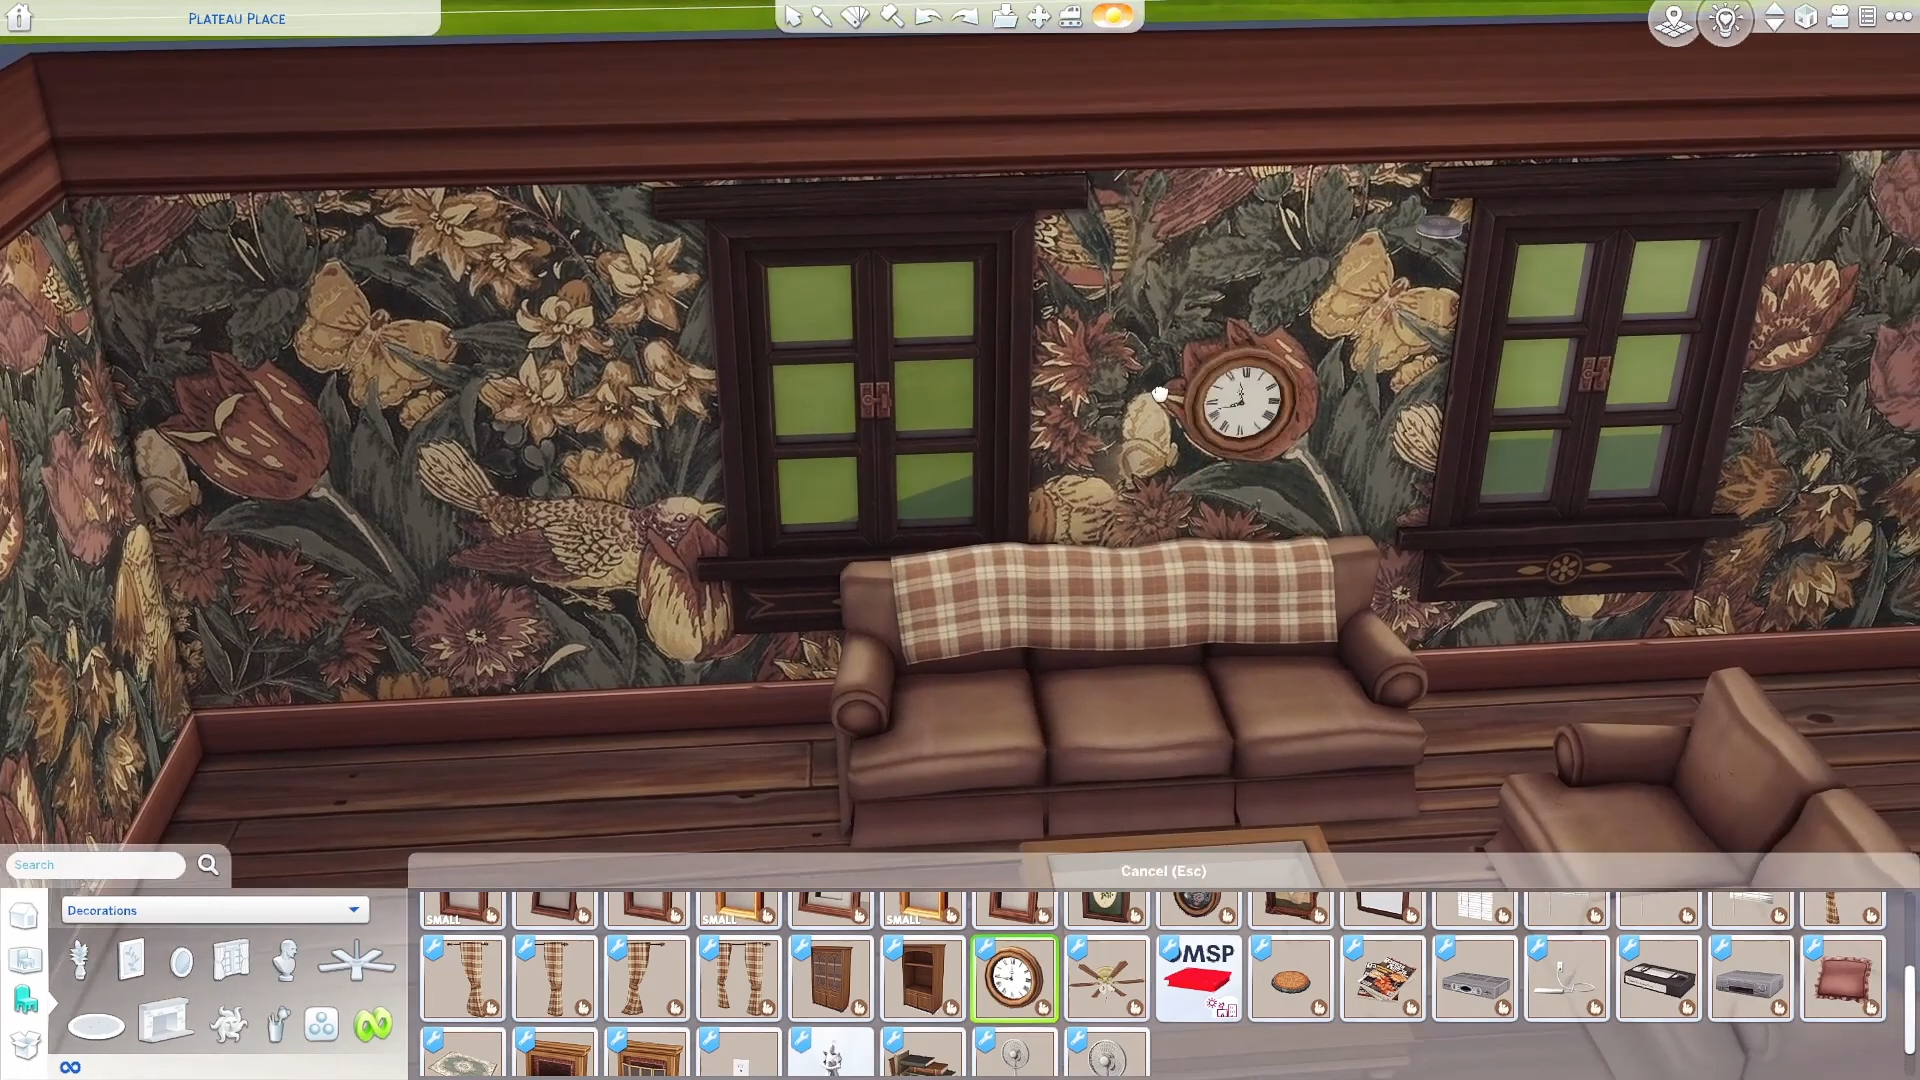 PLATEAU PLACE
Search
Cancel (Esc)
Decorations
SMALL
SMALL
SMALL
MSP